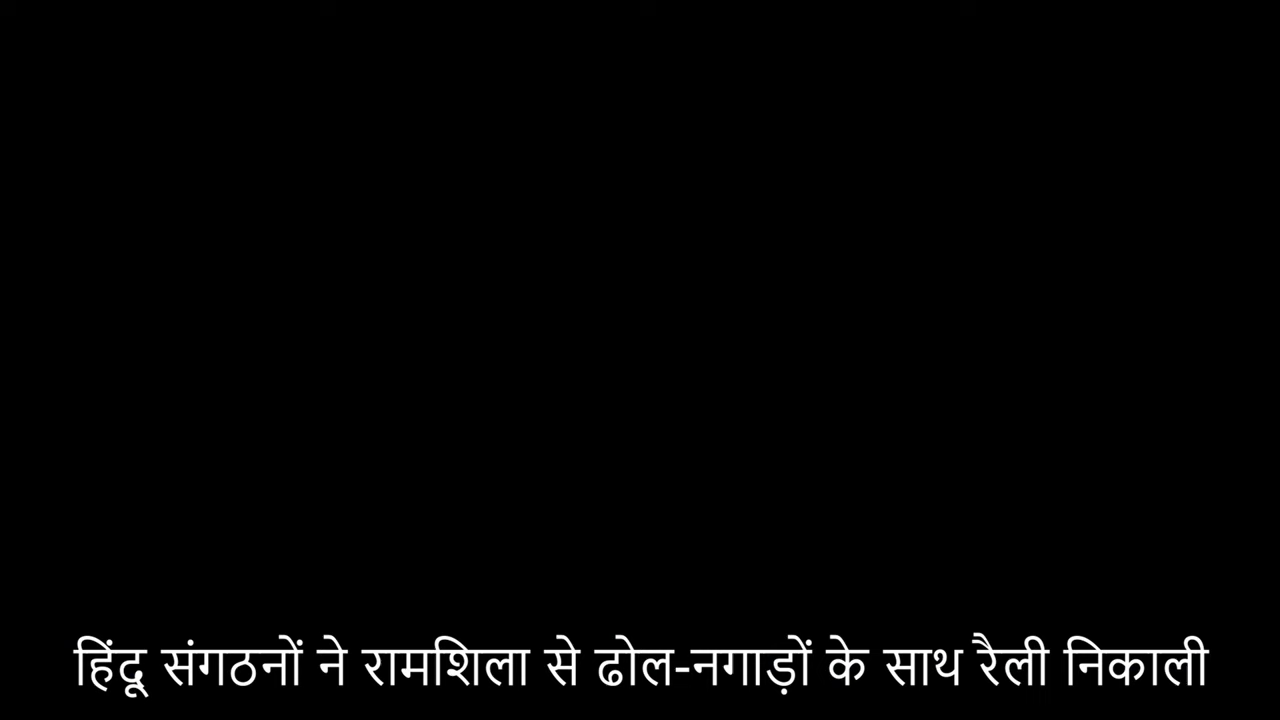 हिंदू संगठनों ने रामशिला से ढोल-नगाड़ों के साथ रैली निकाली